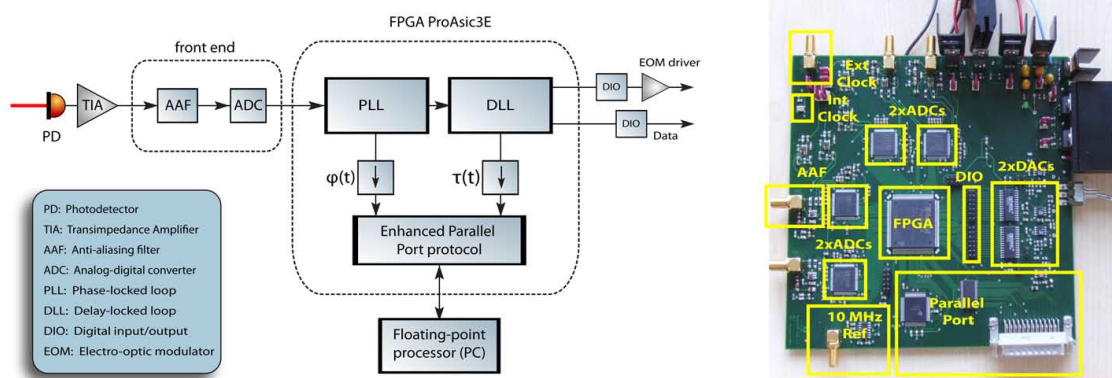 FPGA ProAsic3E
front end
EOM driver
PD
TIA
AAF
ADC
PLL
DLL
DIO
DIO
Data
φ(t)
τ(t)
Enhanced Parallel
Port protocol
Floating-point
processor (PC)
PD: Photodetector
TIA: Transimpedance Amplifier
AAF: Anti-aliasing filter
ADC: Analog-digital converter
PLL: Phase-locked loop
DLL: Delay-locked loop
DIO: Digital input/output
EOM: Electro-optic modulator
Ext
Clock
Int
Clock
2xADCs
AAF
DIO
2xDACs
FPGA
2xADCs
10 MHz
Ref
Parallel
Port